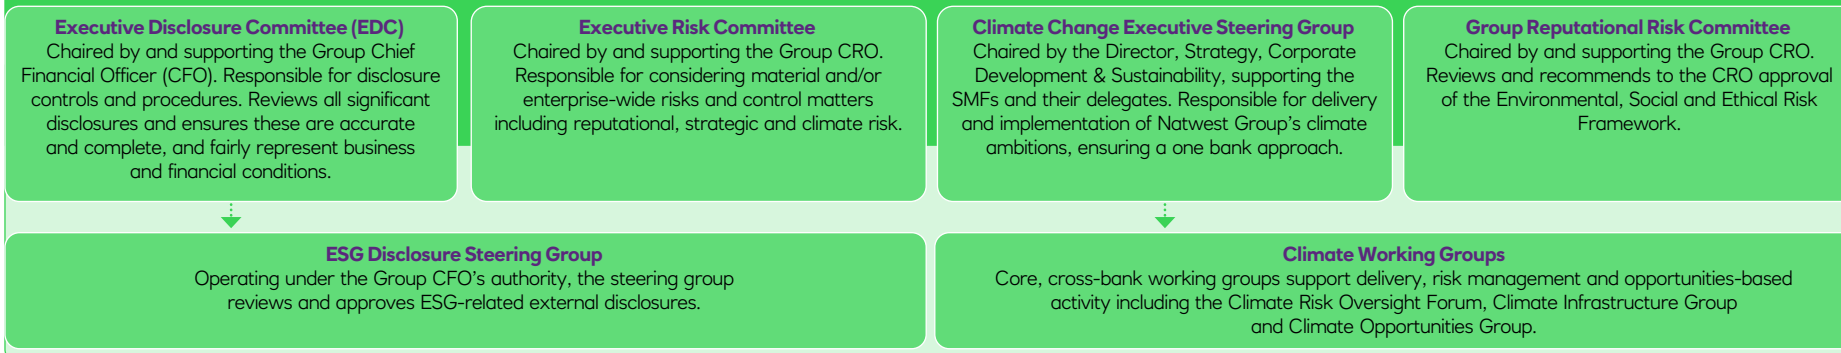 Executive Disclosure Committee (EDC)
Chaired by and supporting the Group Chief
Financial Officer (CFO). Responsible for disclosure
controls and procedures. Reviews all significant
disclosures and ensures these are accurate
and complete, and fairly represent business
and financial conditions.
Executive Risk Committee
Chaired by and supporting the Group CRO.
Responsible for considering material and/or
enterprise-wide risks and control matters
including reputational, strategic and climate risk.
Climate Change Executive Steering Group
Chaired by the Director, Strategy, Corporate
Development & Sustainability, supporting the
SMFs and their delegates. Responsible for delivery
and implementation of Natwest Group's climate
ambitions, ensuring a one bank approach.
Group Reputational Risk Committee
Chaired by and supporting the Group CRO.
Reviews and recommends to the CRO approval
of the Environmental, Social and Ethical Risk
Framework.
ESG Disclosure Steering Group
Operating under the Group CFO's authority, the steering group
reviews and approves ESG-related external disclosures.
Climate Working Groups
Core, cross-bank working groups support delivery, risk management and opportunities-based
activity including the Climate Risk Oversight Forum, Climate Infrastructure Group
and Climate Opportunities Group.